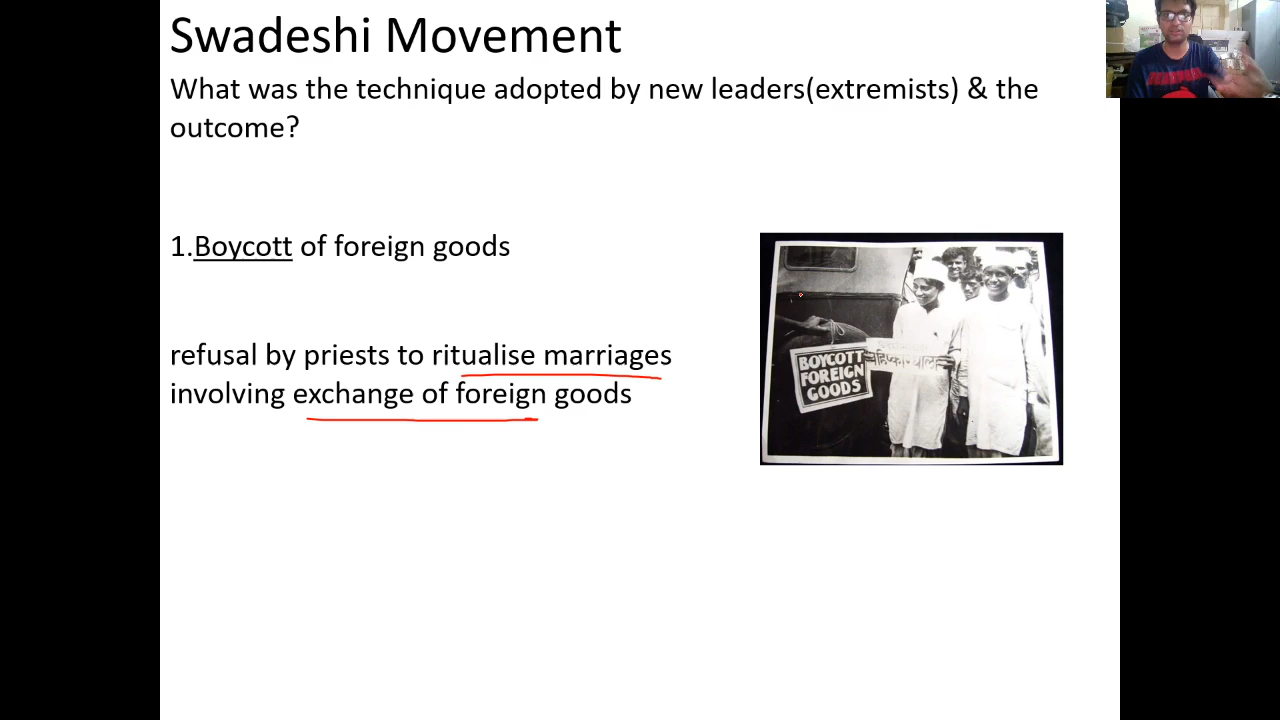 Swadeshi Movement
What was the technique adopted by new leaders(extremists) & the
outcome?
1.Boycott of foreign goods
refusal by priests to ritualise marriages
involving exchange of foreign goods
BOYCOTT
FOREIGN
GOODS